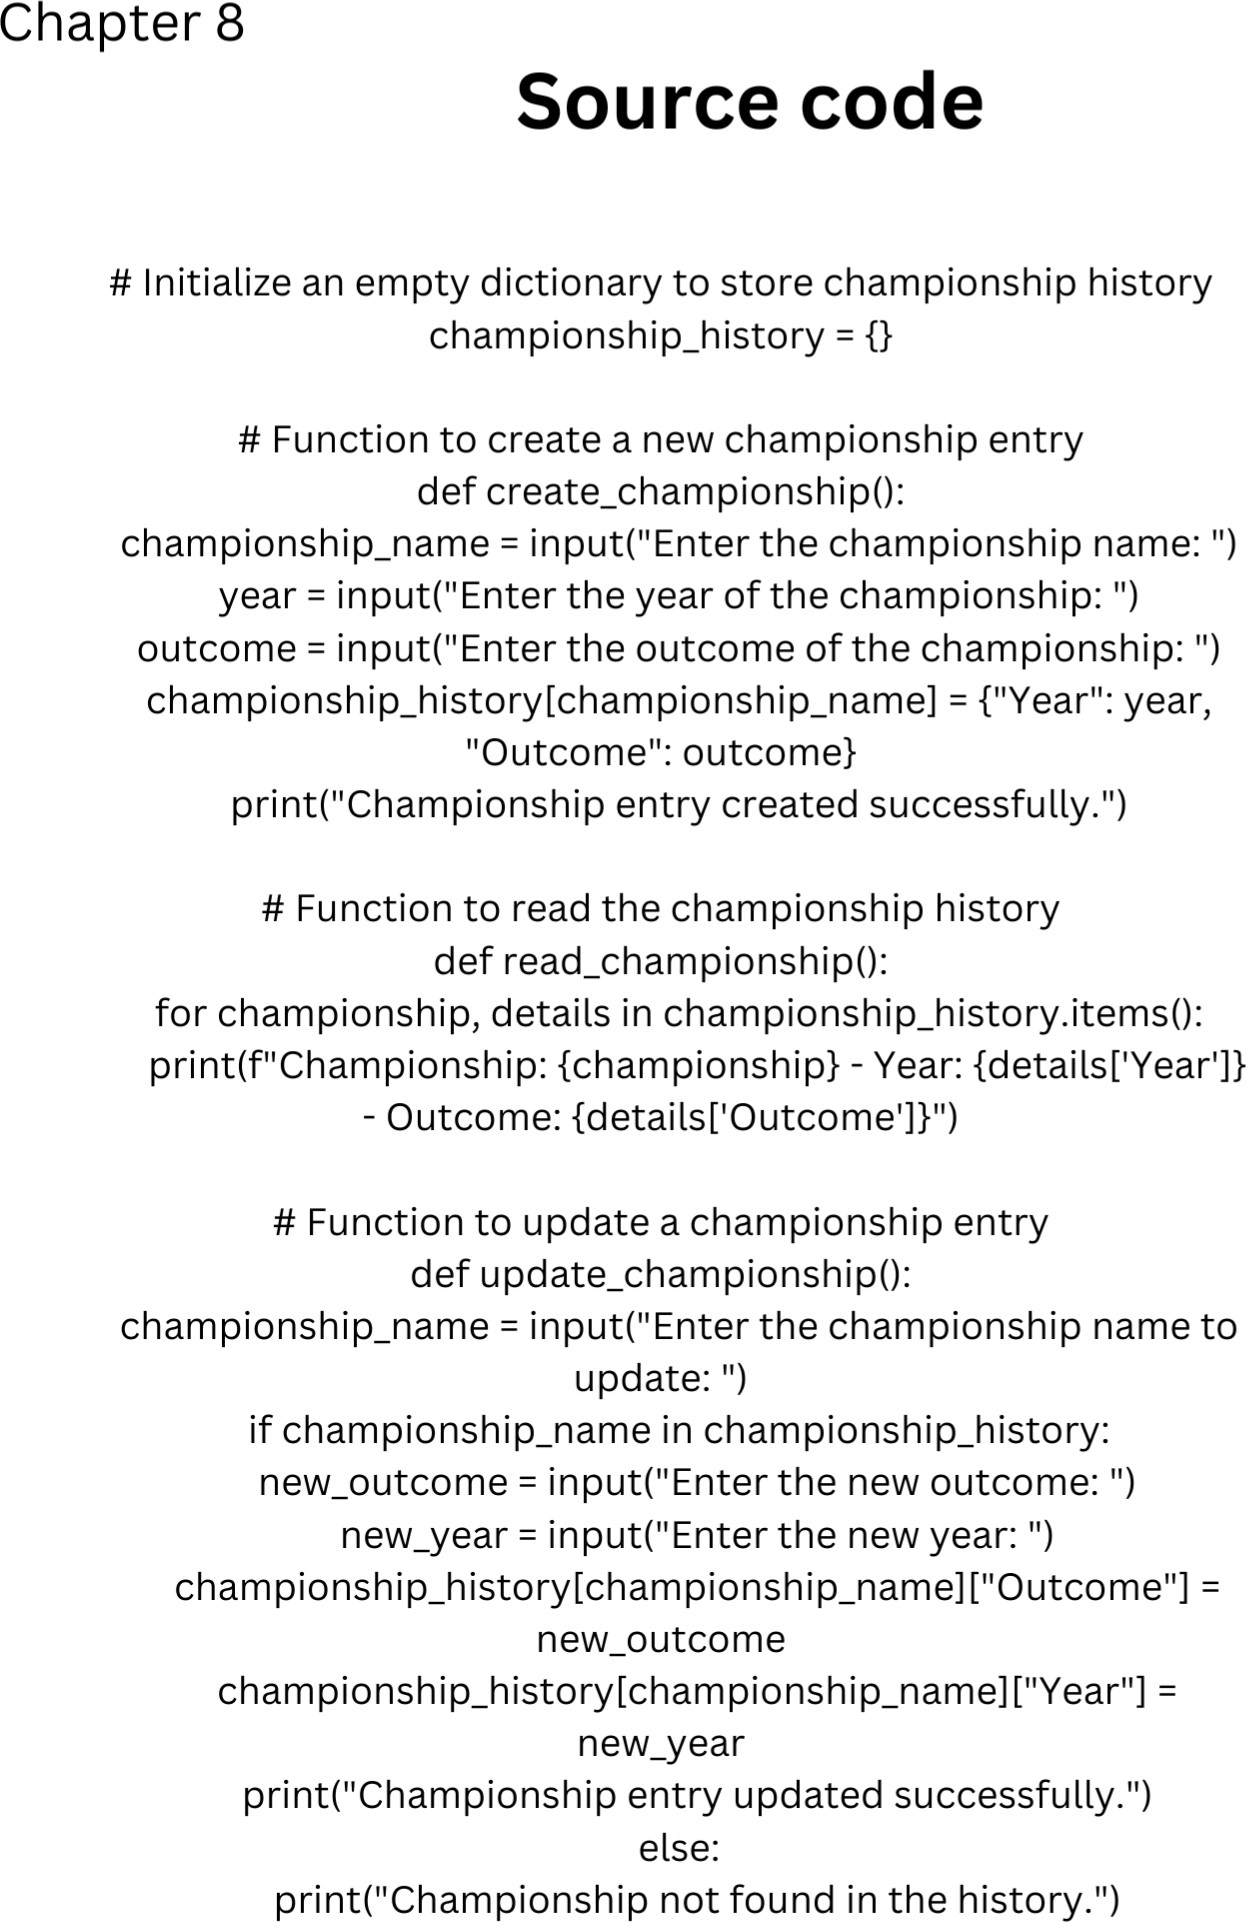 Chapter 8
Source code
# Initialize an empty dictionary to store championship history
championship_history = {}
# Function to create a new championship entry
def create_championship():
championship_name = input("Enter the championship name: ")
year = input("Enter the year of the championship: ")
outcome = input("Enter the outcome of the championship: ")
championship_history[championship_name] = {"Year": year,
"Outcome": outcome}
print("Championship entry created successfully.")
# Function to read the championship history
def read_championship():
for championship, details in championship_history.items():
print(f"Championship: {championship} - Year: {details['Year']}
- Outcome: {details['Outcome']}")
# Function to update a championship entry
def update_championship():
championship_name = input("Enter the championship name to
update: ")
if championship_name in championship_history:
new_outcome = input("Enter the new outcome: ")
new_year = input("Enter the new year: ")
championship_history[championship_name]["Outcome"] =
new_outcome
championship_history[championship_name]["Year"] =
new_year
print("Championship entry updated successfully.")
else:
print("Championship not found in the history.")